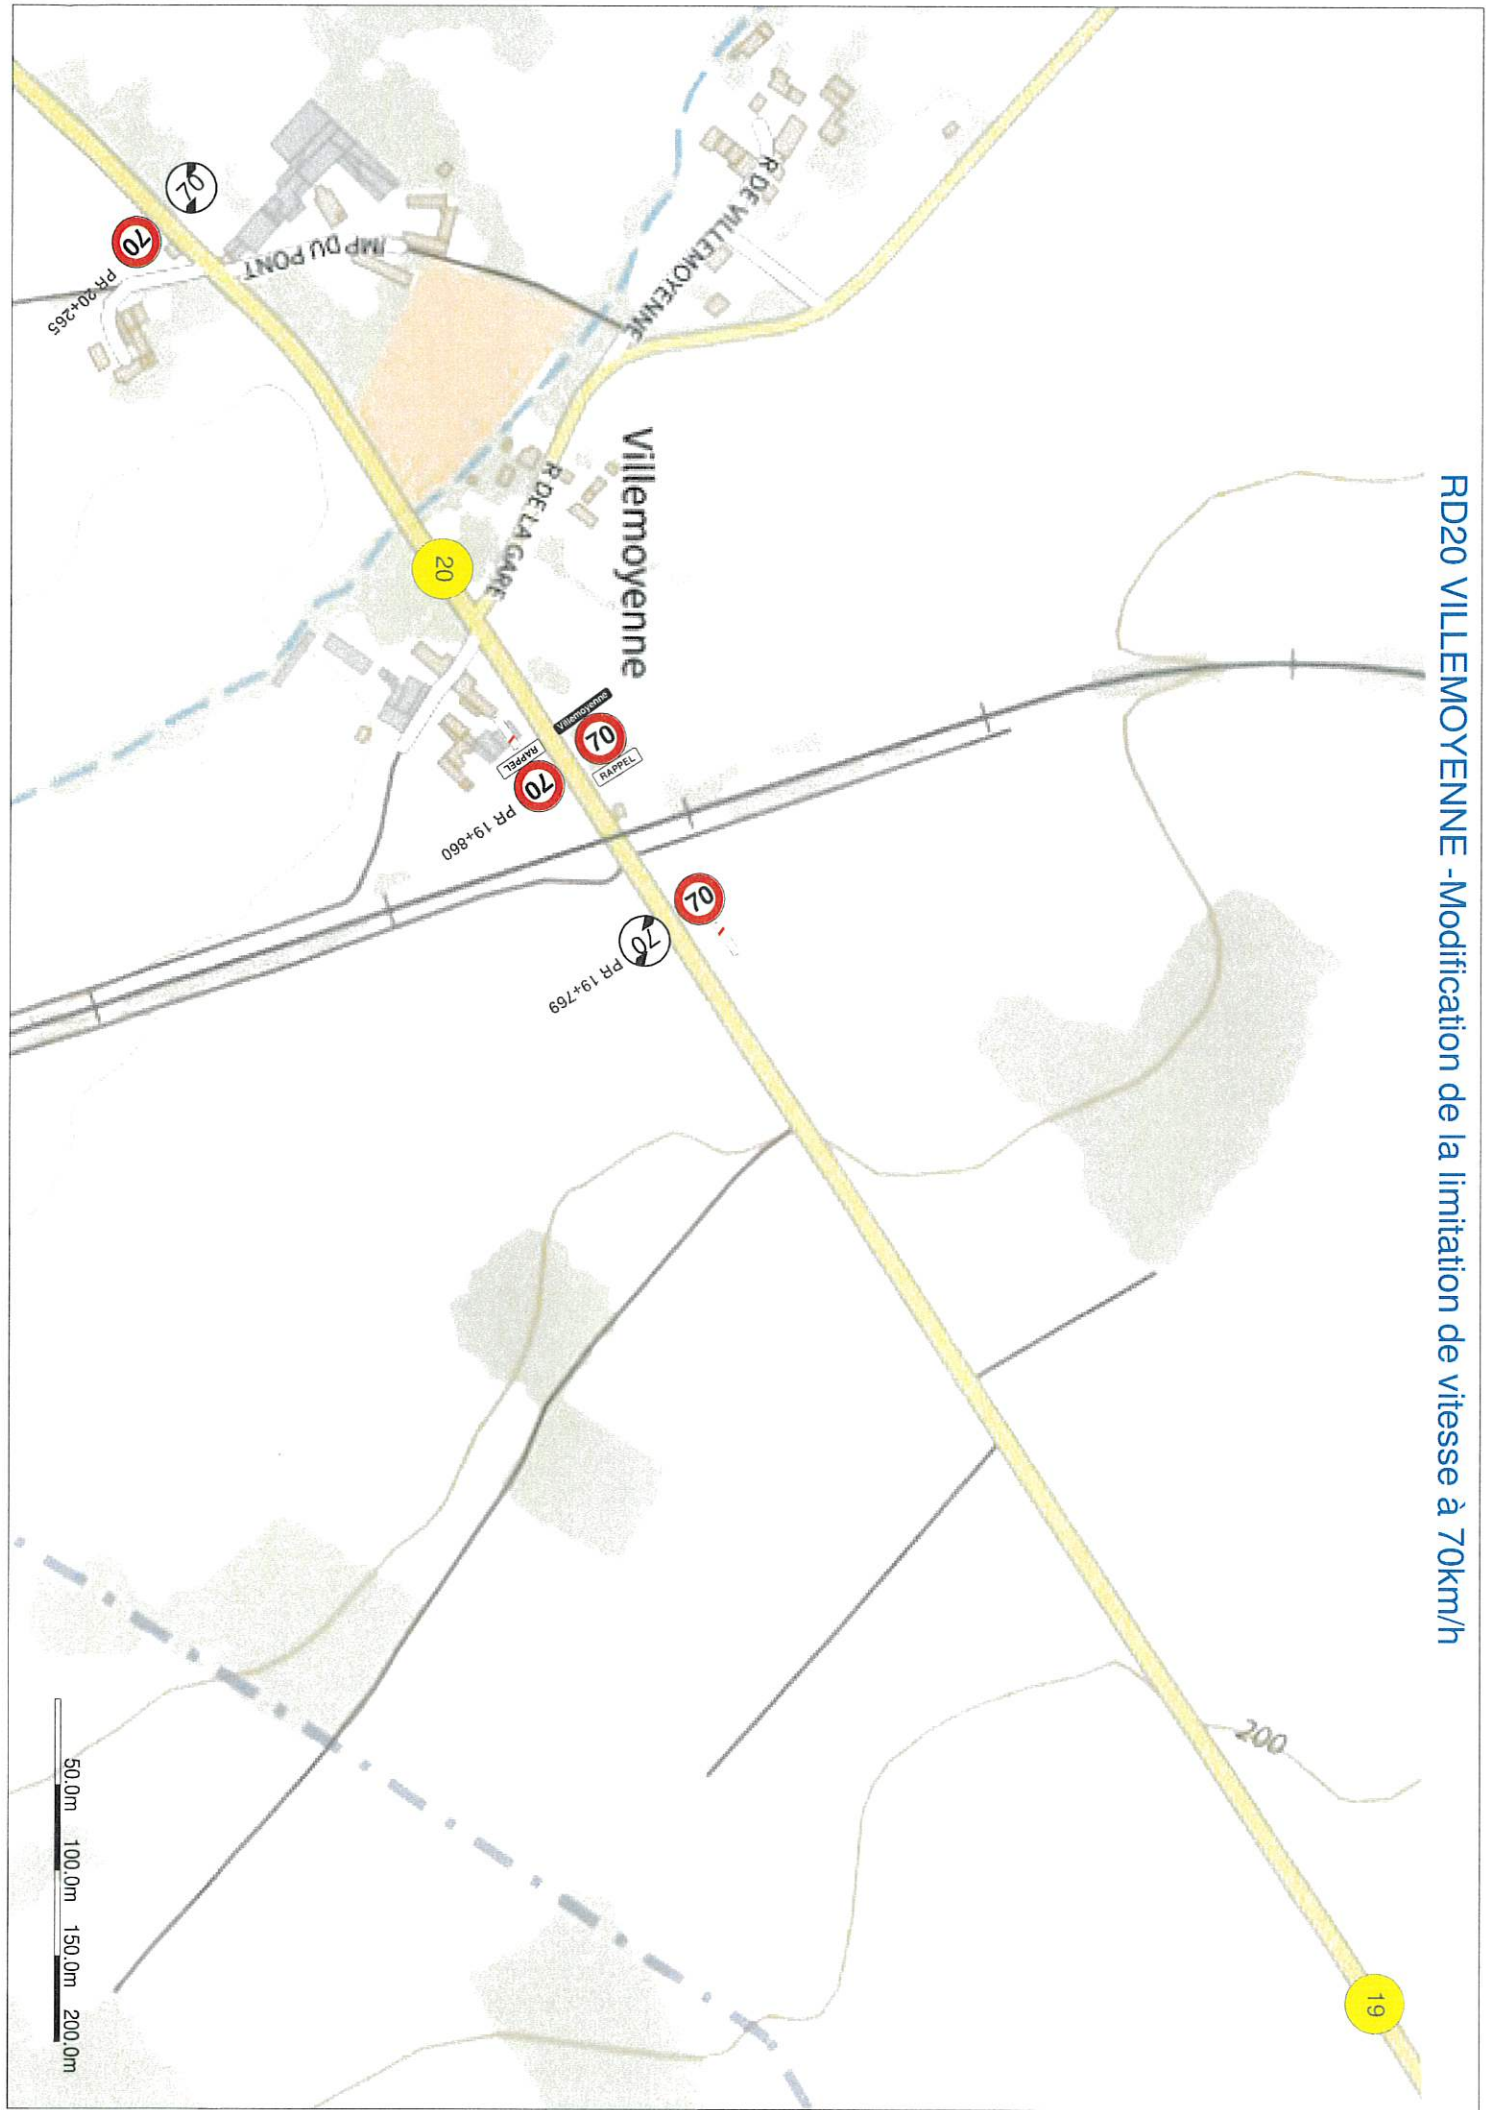 RD20 VILLEMOYENNE -Modification de la limitation de vitesse à 70km/h
200
19
R DE VILLEMOYENNE
Villemoyenne
R DE LA GARE
20
IMP DU PONT
70
70
PR 20+265
Villemoyenne
70
RAPPEL
RAPPEL
70
PR 19+860
70
70
PR 19+769
50.0m 100.0m 150.0m 200.0m